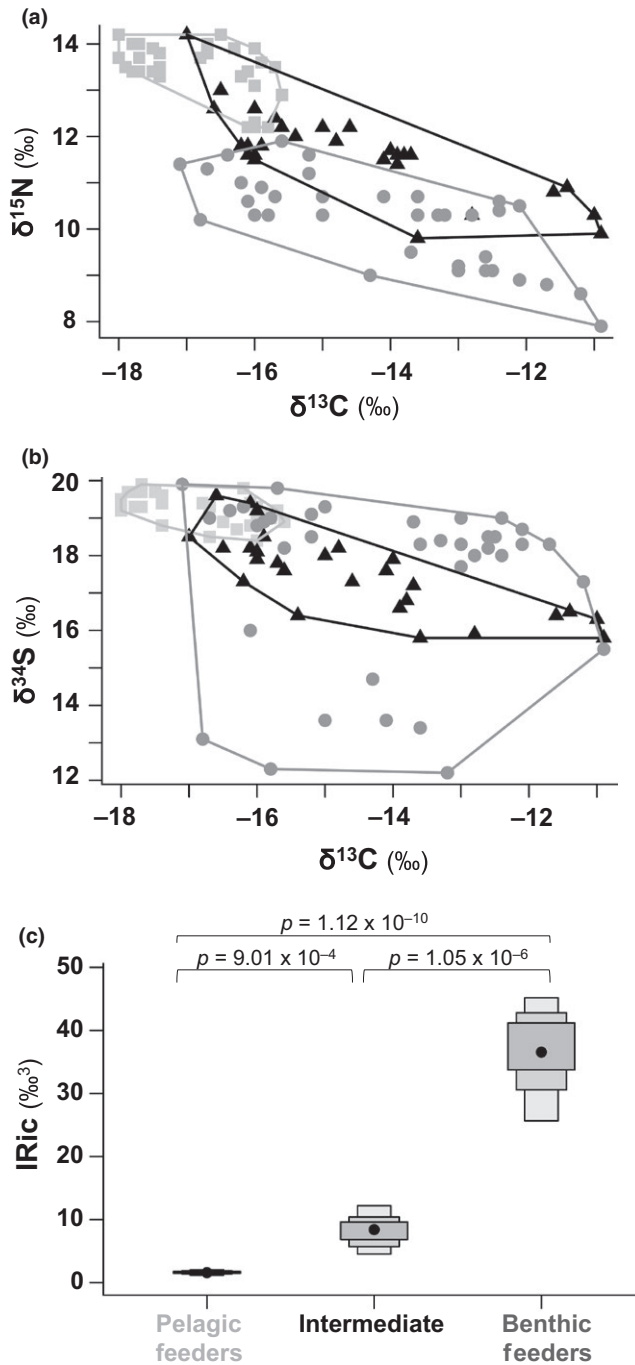 (a)
14
12
10
8
δ15N (‰)
–18 –16 –14 –12
δ13C (‰)
(b)
20
18
16
14
12
δ34S (‰)
–18 –16 –14 –12
δ13C (‰)
(c)
p = 1.12 x 10–10
p = 9.01 x 10–4 p = 1.05 x 10–6
50
40
30
20
10
0
IRic (‰3)
Pelagic feeders
Intermediate
Benthic feeders